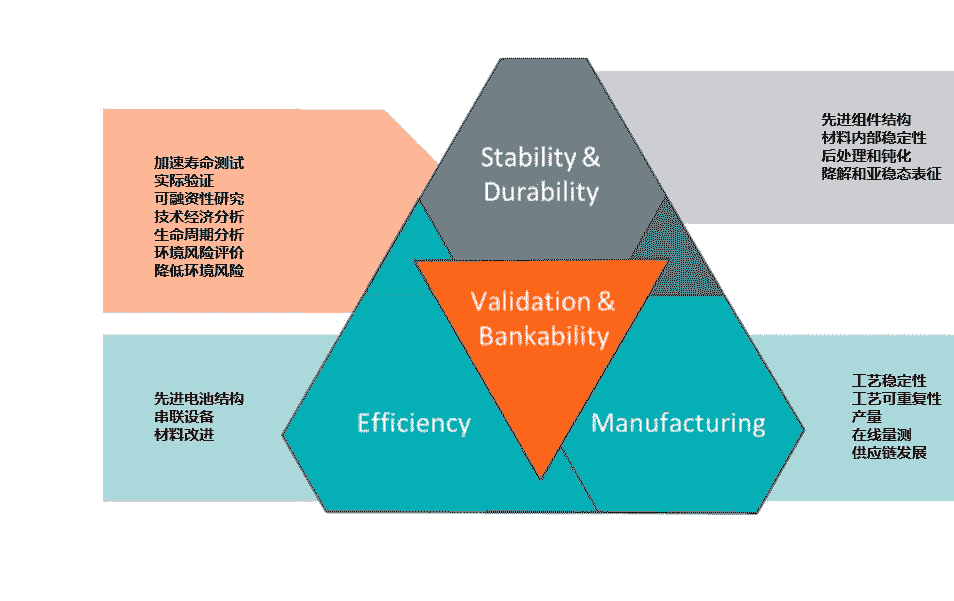 加速寿命测试
实际验证
可融资性研究
技术经济分析
生命周期分析
环境风险评价
降低环境风险
Stability &
Durability
先进组件结构
材料内部稳定性
后处理和钝化
降解和亚稳态表征
Validation &
Bankability
先进电池结构
串联设备
材料改进
Efficiency
Manufacturing
工艺稳定性
工艺可重复性
产量
在线量测
供应链发展